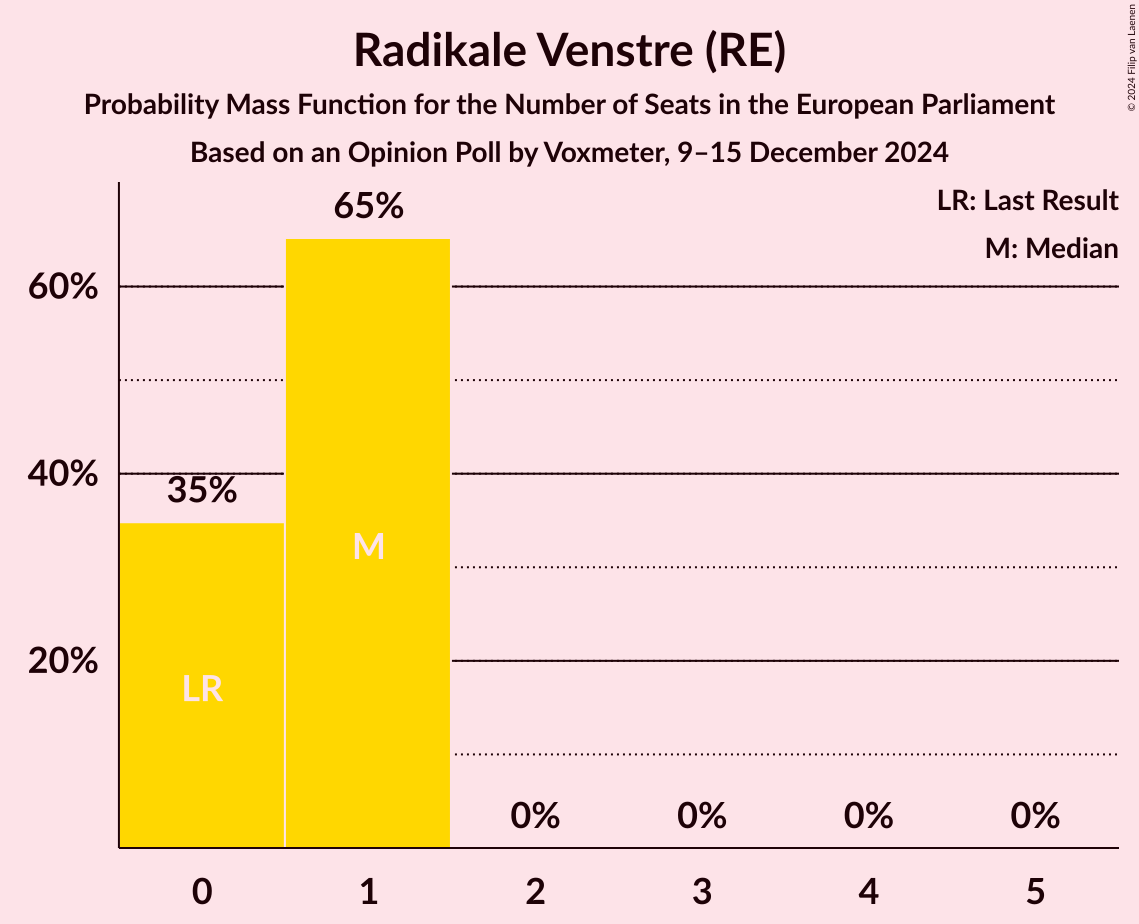 Radikale Venstre (RE)
Probability Mass Function for the Number of Seats in the European Parliament
Based on an Opinion Poll by Voxmeter, 9–15 December 2024
© 2024 Filip van Laenen
LR: Last Result
M: Median
65%
60%
40%
35%
M
20%
LR
0%
0%
0%
0%
0
1
2
3
4
5